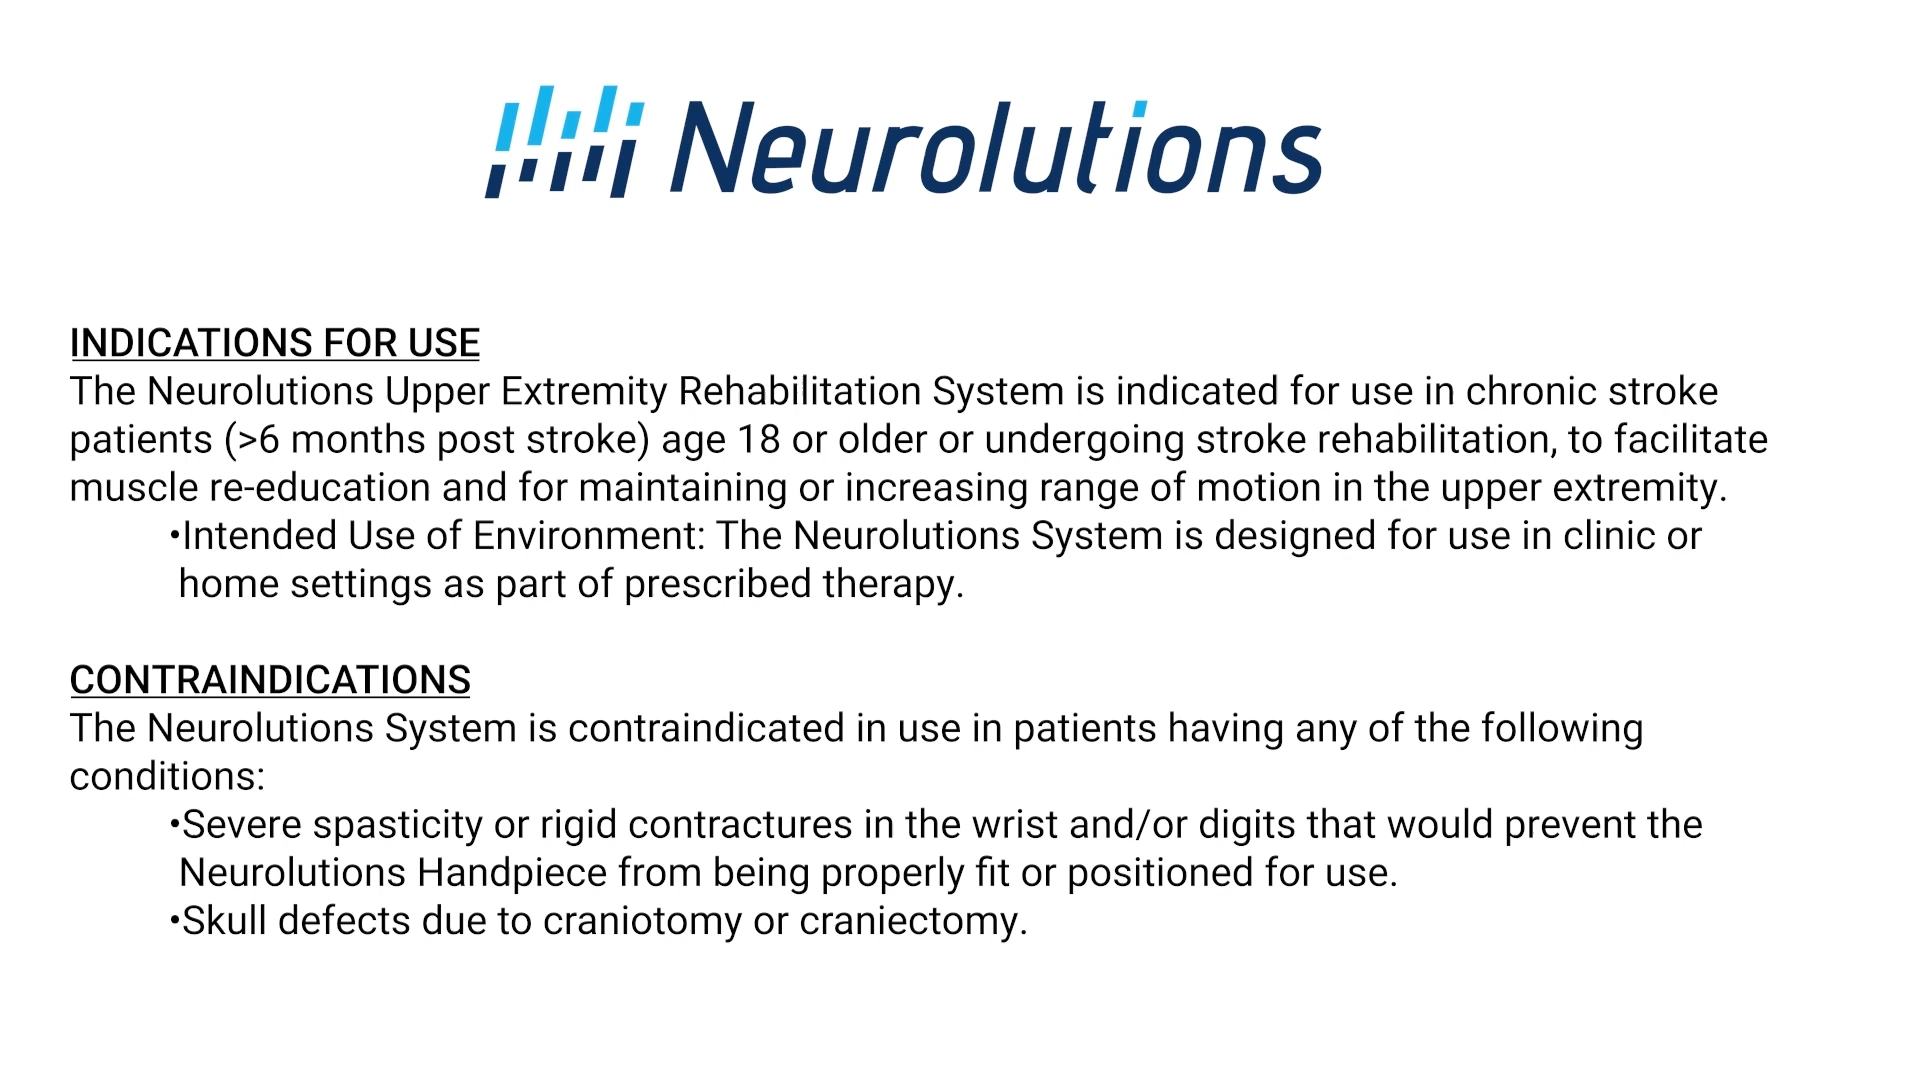 Neurolutions
INDICATIONS FOR USE
The Neurolutions Upper Extremity Rehabilitation System is indicated for use in chronic stroke
patients (>6 months post stroke) age 18 or older or undergoing stroke rehabilitation, to facilitate
muscle re-education and for maintaining or increasing range of motion in the upper extremity.
•Intended Use of Environment: The Neurolutions System is designed for use in clinic or
home settings as part of prescribed therapy.
CONTRAINDICATIONS
The Neurolutions System is contraindicated in use in patients having any of the following
conditions:
•Severe spasticity or rigid contractures in the wrist and/or digits that would prevent the
Neurolutions Handpiece from being properly fit or positioned for use.
•Skull defects due to craniotomy or craniectomy.